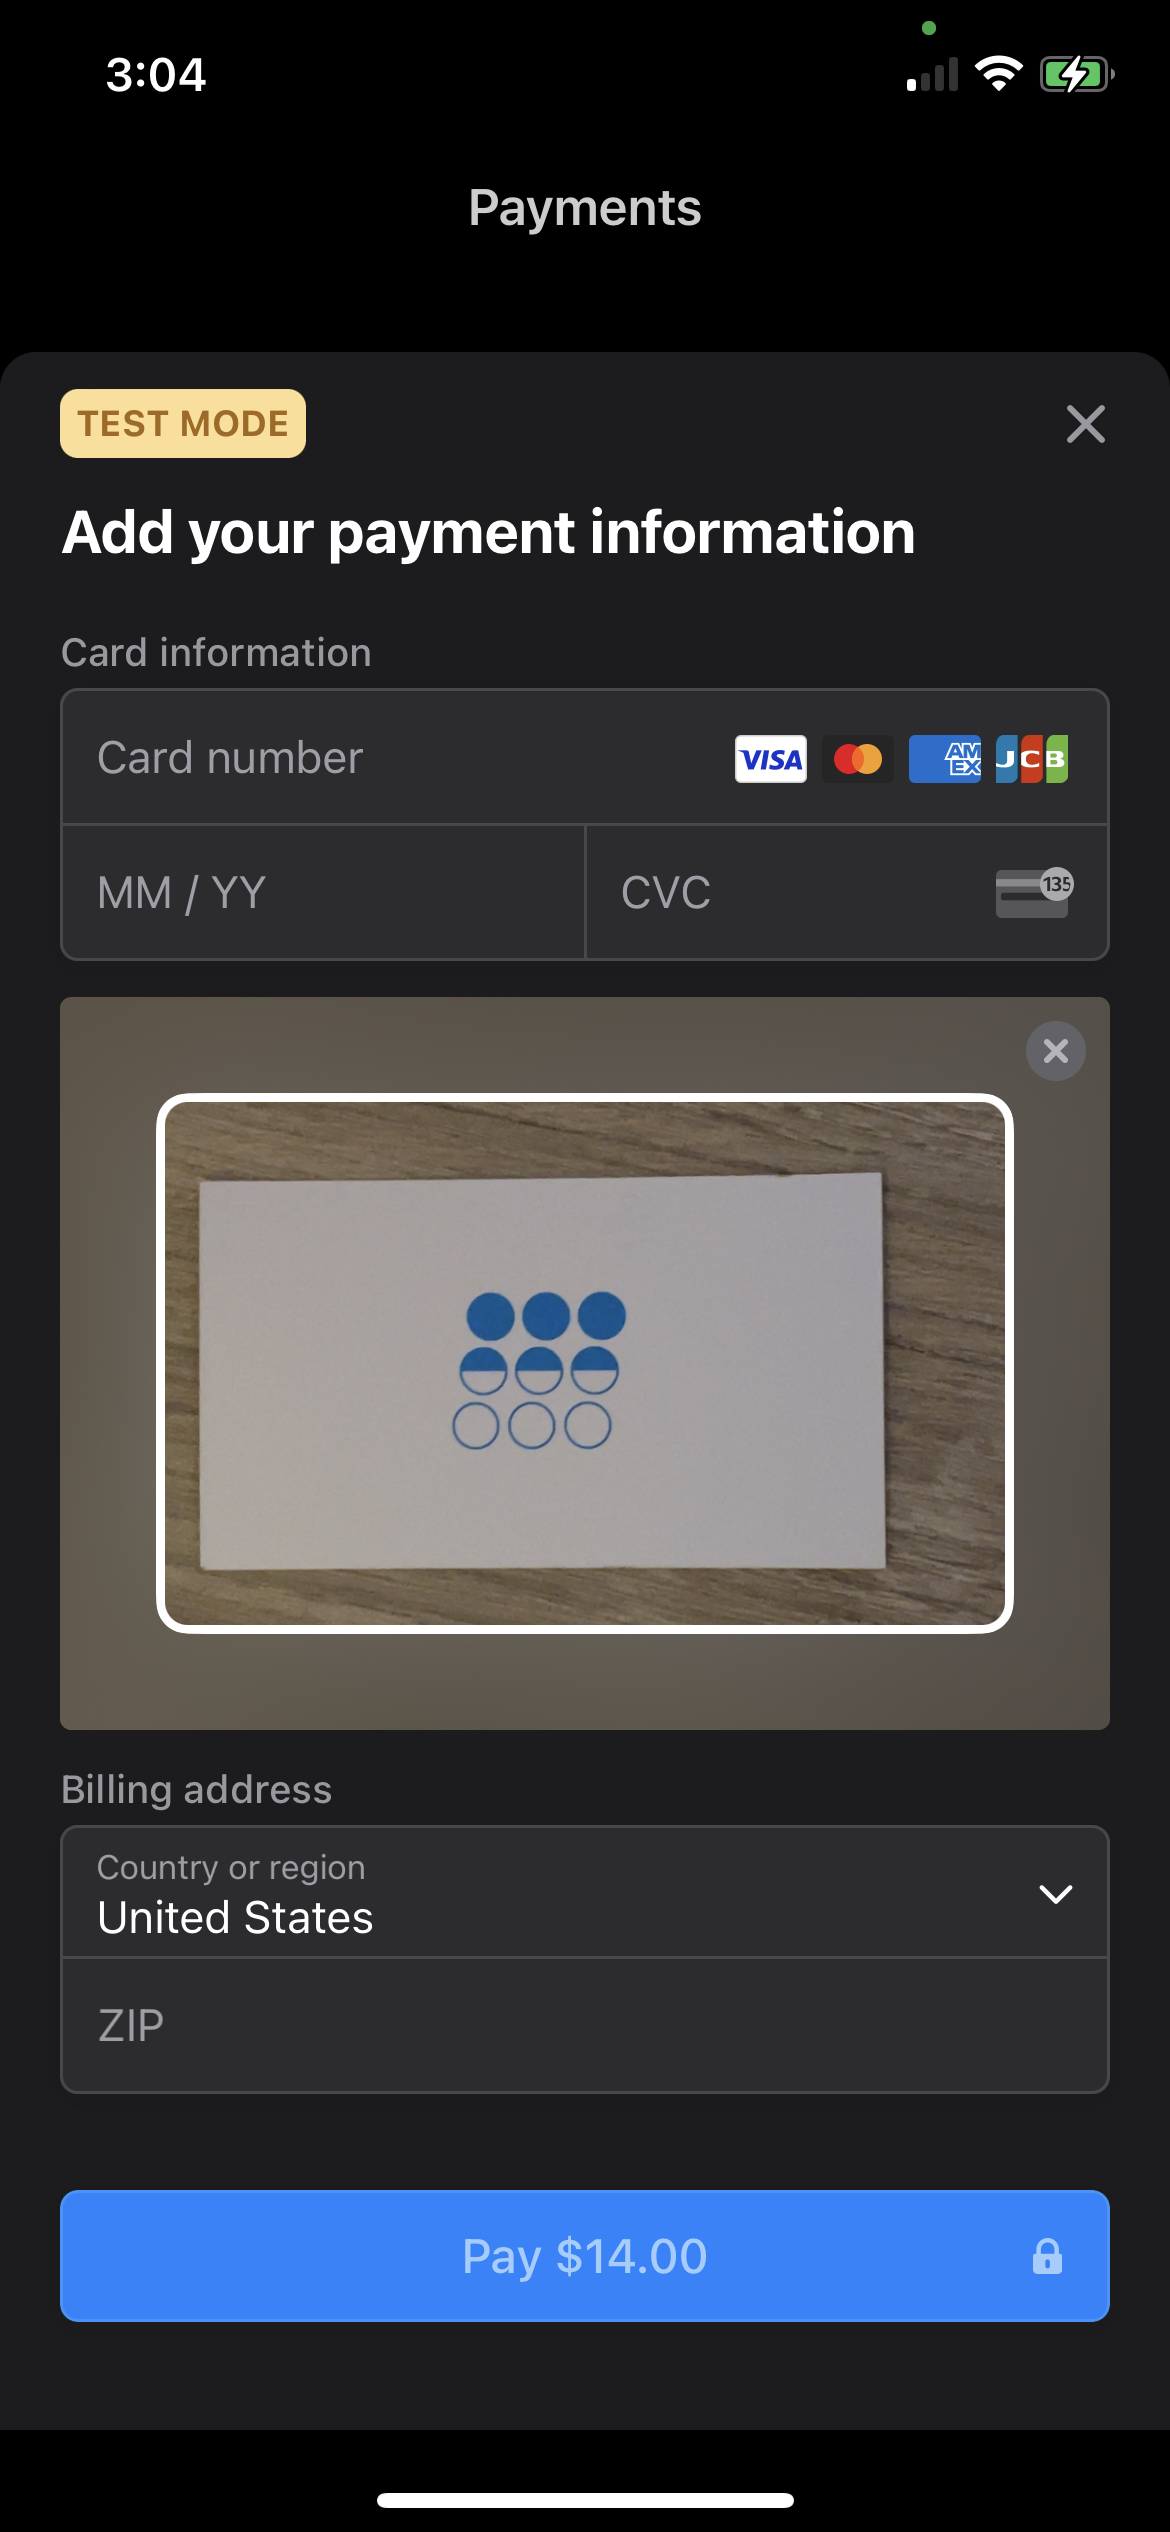 3:04
Payments
TEST MODE
Add your payment information
Card information
Card number
VISA
AM
EX
JCB
MM / YY
CVC
135
Billing address
Country or region
United States
ZIP
Pay $14.00